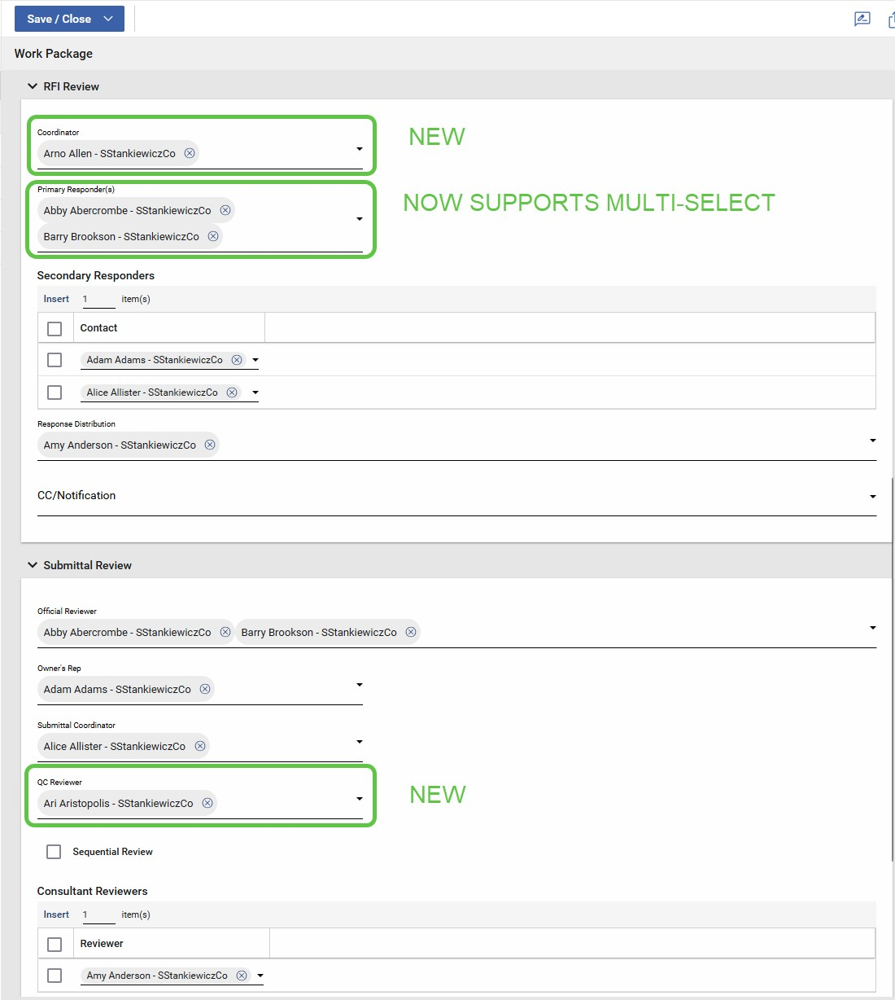 Save / Close
Work Package
RFI Review
Coordinator
Arno Allen - SStankiewiczCo
NEW
Primary Responder(s)
Abby Abercrombe - SStankiewiczCo
Barry Brookson - SStankiewiczCo
NOW SUPPORTS MULTI-SELECT
Secondary Responders
Insert 1 item(s)
Contact
Adam Adams - SStankiewiczCo
Alice Allister - SStankiewiczCo
Response Distribution
Amy Anderson - SStankiewiczCo
CC/Notification
Submittal Review
Official Reviewer
Abby Abercrombe - SStankiewiczCo Barry Brookson - SStankiewiczCo
Owner's Rep
Adam Adams - SStankiewiczCo
Submittal Coordinator
Alice Allister - SStankiewiczCo
QC Reviewer
Ari Aristopolis - SStankiewiczCo
NEW
Sequential Review
Consultant Reviewers
Insert 1 item(s)
Reviewer
Amy Anderson - SStankiewiczCo